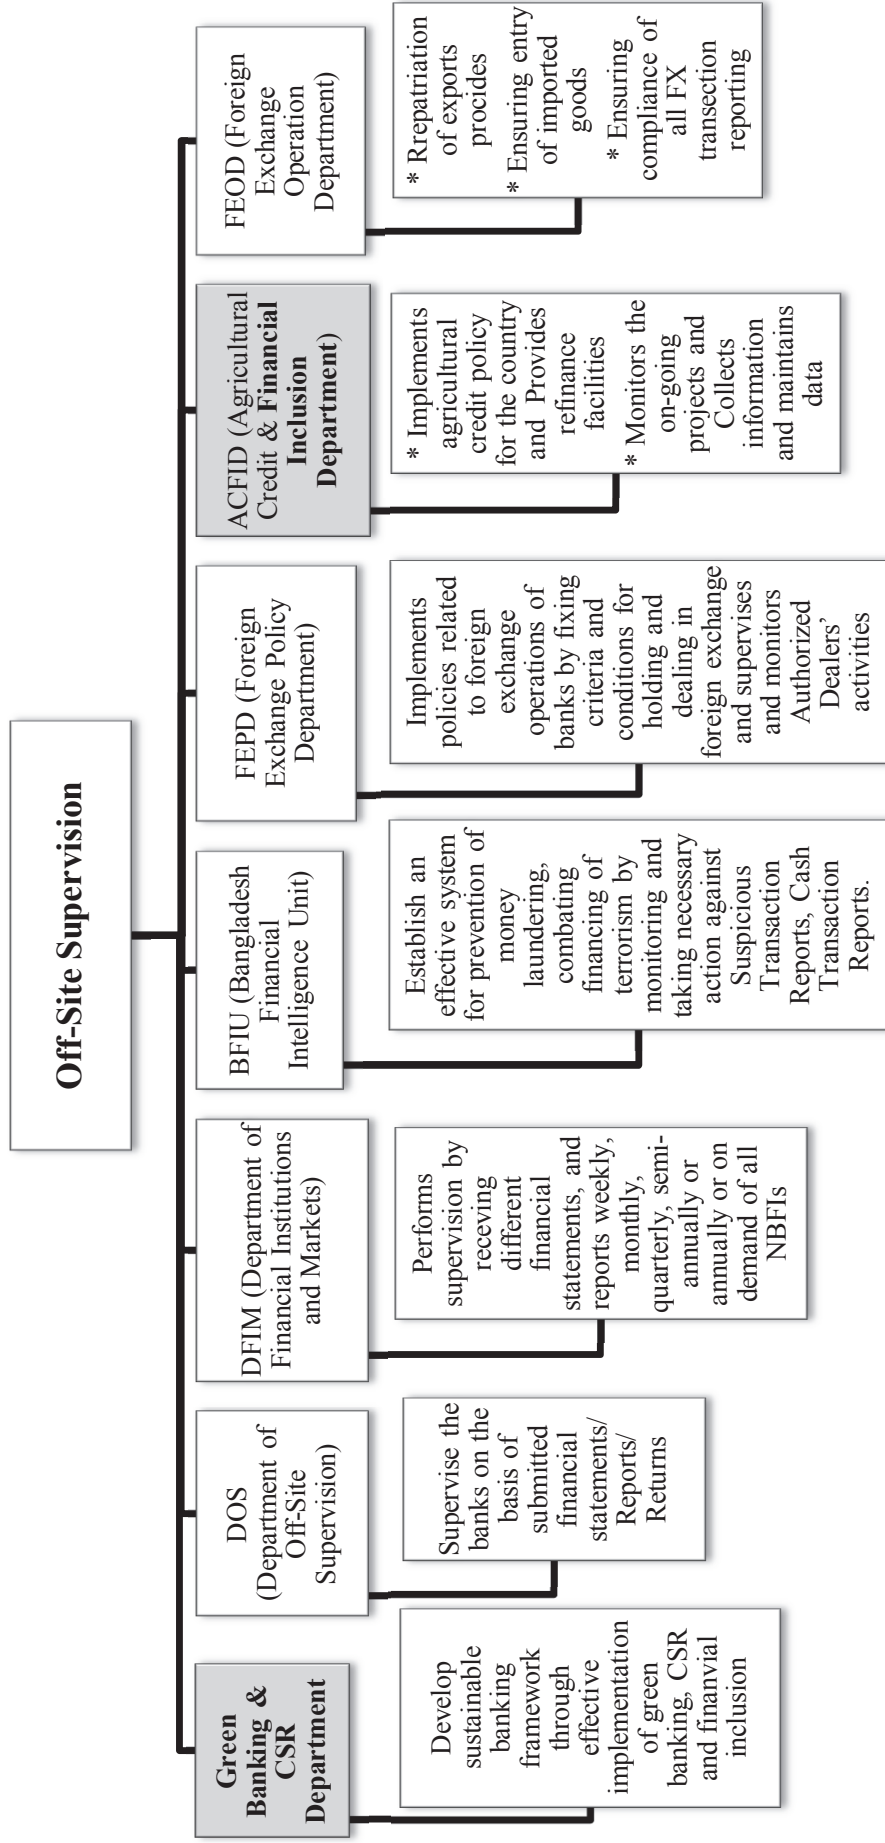 Off-Site Supervision
Green
Banking &
CSR
Department
Develop
sustainable
banking
framework
through
effective
implementation
of green
banking, CSR
and finanvial
inclusion
DOS
(Department of
Off-Site
Supervision)
Supervise the
banks on the
basis of
submitted
financial
statements/
Reports/
Returns
DFIM (Department of
Financial Institutions
and Markets)
Performs
supervision by
receving
different
financial
statements, and
reports weekly,
monthly,
quarterly, semi-
annually or
annually or on
demand of all
NBFIs
BFIU (Bangladesh
Financial
Intelligence Unit)
Establish an
effective system
for prevention of
money
laundering,
combating
financing of
terrorism by
monitoring and
taking necessary
action against
Suspicious
Transaction
Reports, Cash
Transaction
Reports.
FEPD (Foreign
Exchange Policy
Department)
Implements
policies related
to foreign
exchange
operations of
banks by fixing
criteria and
conditions for
holding and
dealing in
foreign exchange
and supervises
and monitors
Authorized
Dealers’
activities
ACFID (Agricultural
Credit & Financial
Inclusion
Department)
* Implements
agricultural
credit policy
for the country
and Provides
refinance
facilities
* Monitors the
on-going
projects and
Collects
information
and maintains
data
FEOD (Foreign
Exchange
Operation
Department)
* Rrepatriation
of exports
procides
* Ensuring entry
of imported
goods
* Ensuring
compliance of
all FX
transection
reporting